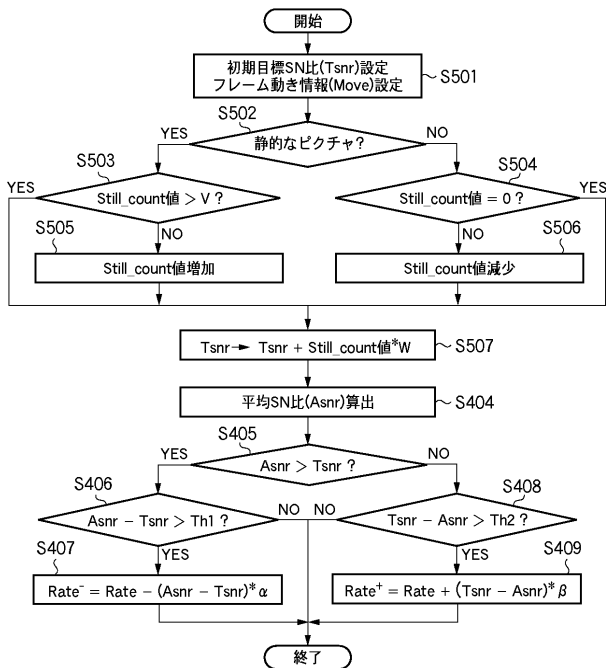 開始
初期目標SN比(Tsnr)設定
フレーム動き情報(Move)設定
S501
S502
静的なピクチャ?
YES
NO
S503
S504
YES
Still_count値 > V ?
Still_count値 = 0 ?
YES
S505
NO
NO
S506
Still_count値増加
Still_count値減少
Tsnr→ Tsnr + Still_count値*W
S507
平均SN比(Asnr)算出
S404
S405
YES
Asnr > Tsnr ?
NO
S406
S408
Asnr − Tsnr > Th1 ?
NO
NO
Tsnr − Asnr > Th2 ?
S407
YES
YES
S409
Rate⁻ = Rate − (Asnr − Tsnr)* α
Rate⁺ = Rate + (Tsnr − Asnr)* β
終了